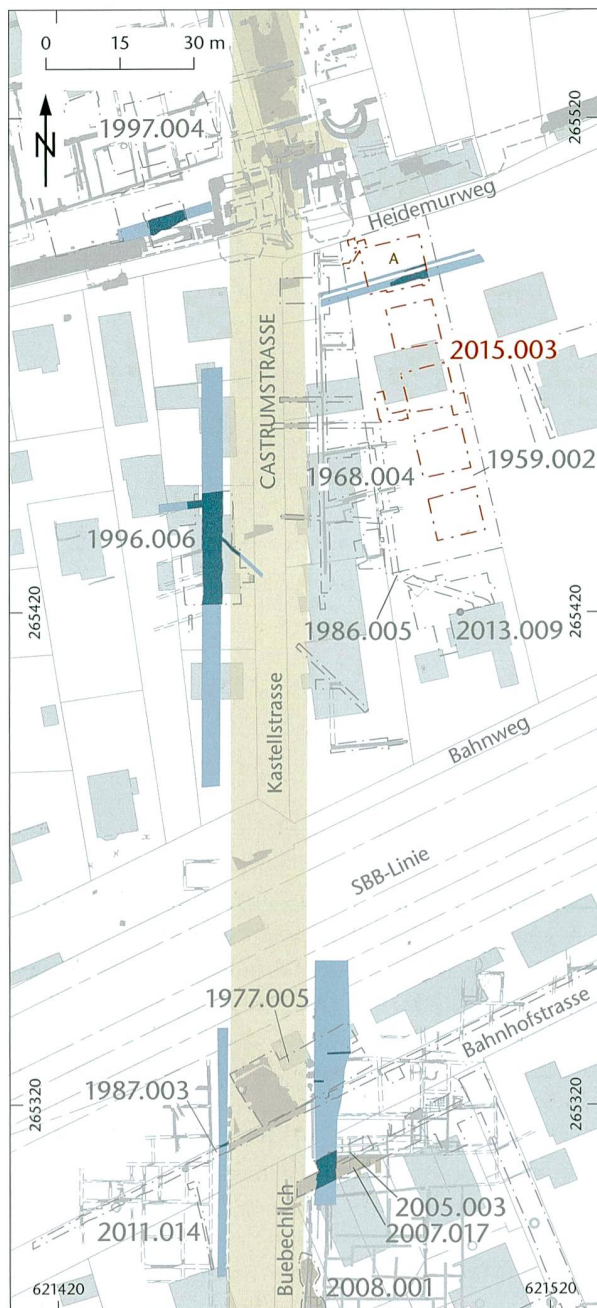 0 15 30 m
N
265520
1997.004
Heidemurweg
A
CASTRUMSTRASSE
2015.003
1968.004
1959.002
1996.006
265420
1986.005
2013.009
265420
Kastellstrasse
Bahnweg
SBB-Linie
1977.005
Bahnhofstrasse
1987.003
265320
265320
2005.003
2007.017
2011.014
Buebechilch
2008.001
621420
621520